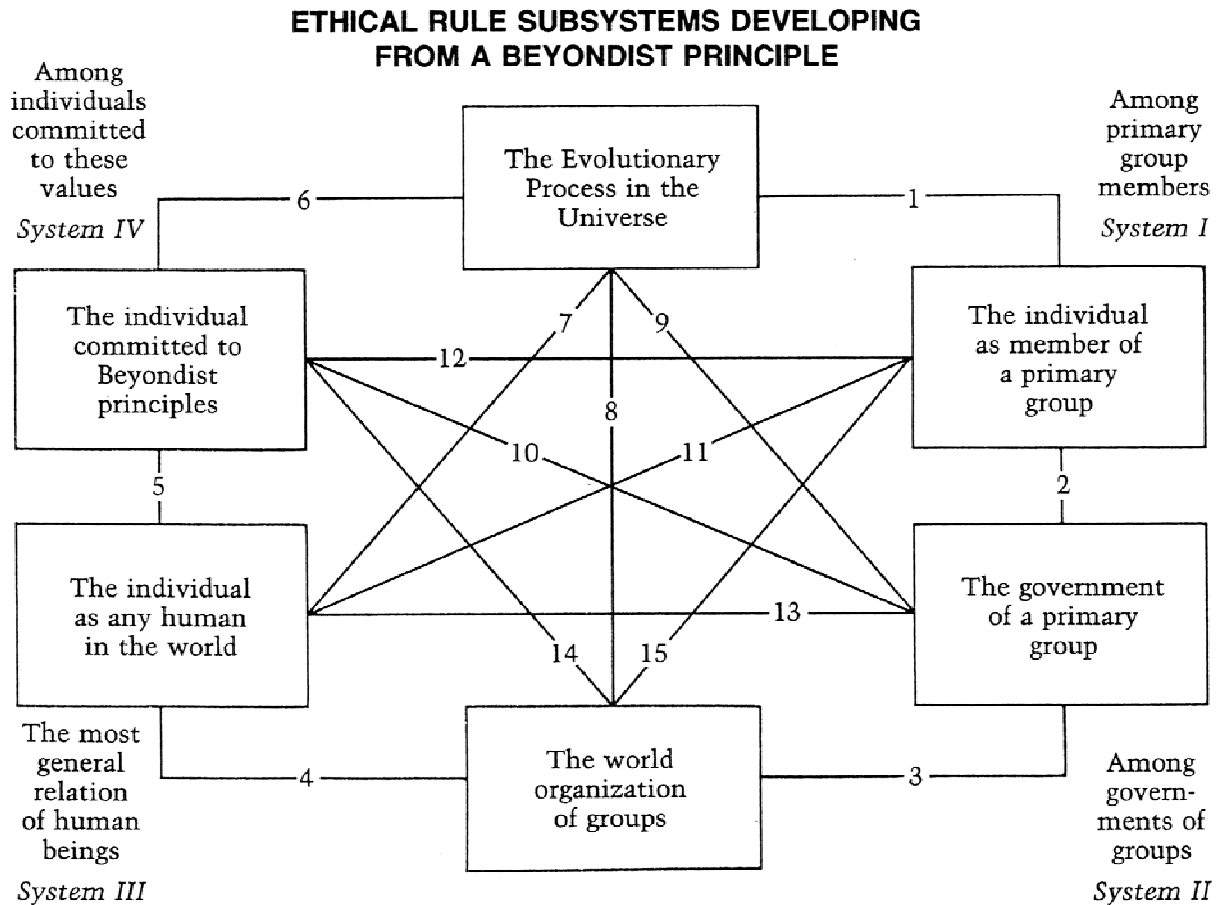 ETHICAL RULE SUBSYSTEMS DEVELOPING
FROM A BEYONDIST PRINCIPLE
Among
individuals
committed
to these
values
System IV
Among
primary
group
members
System I
The Evolutionary
Process in the
Universe
6
1
The individual
committed to
Beyondist
principles
The individual
as member of
a primary
group
7
9
12
8
10
11
5
2
The individual
as any human
in the world
The government
of a primary
group
13
14
15
The most
general
relation
of human
beings
System III
4
The world
organization
of groups
3
Among
govern-
ments of
groups
System II